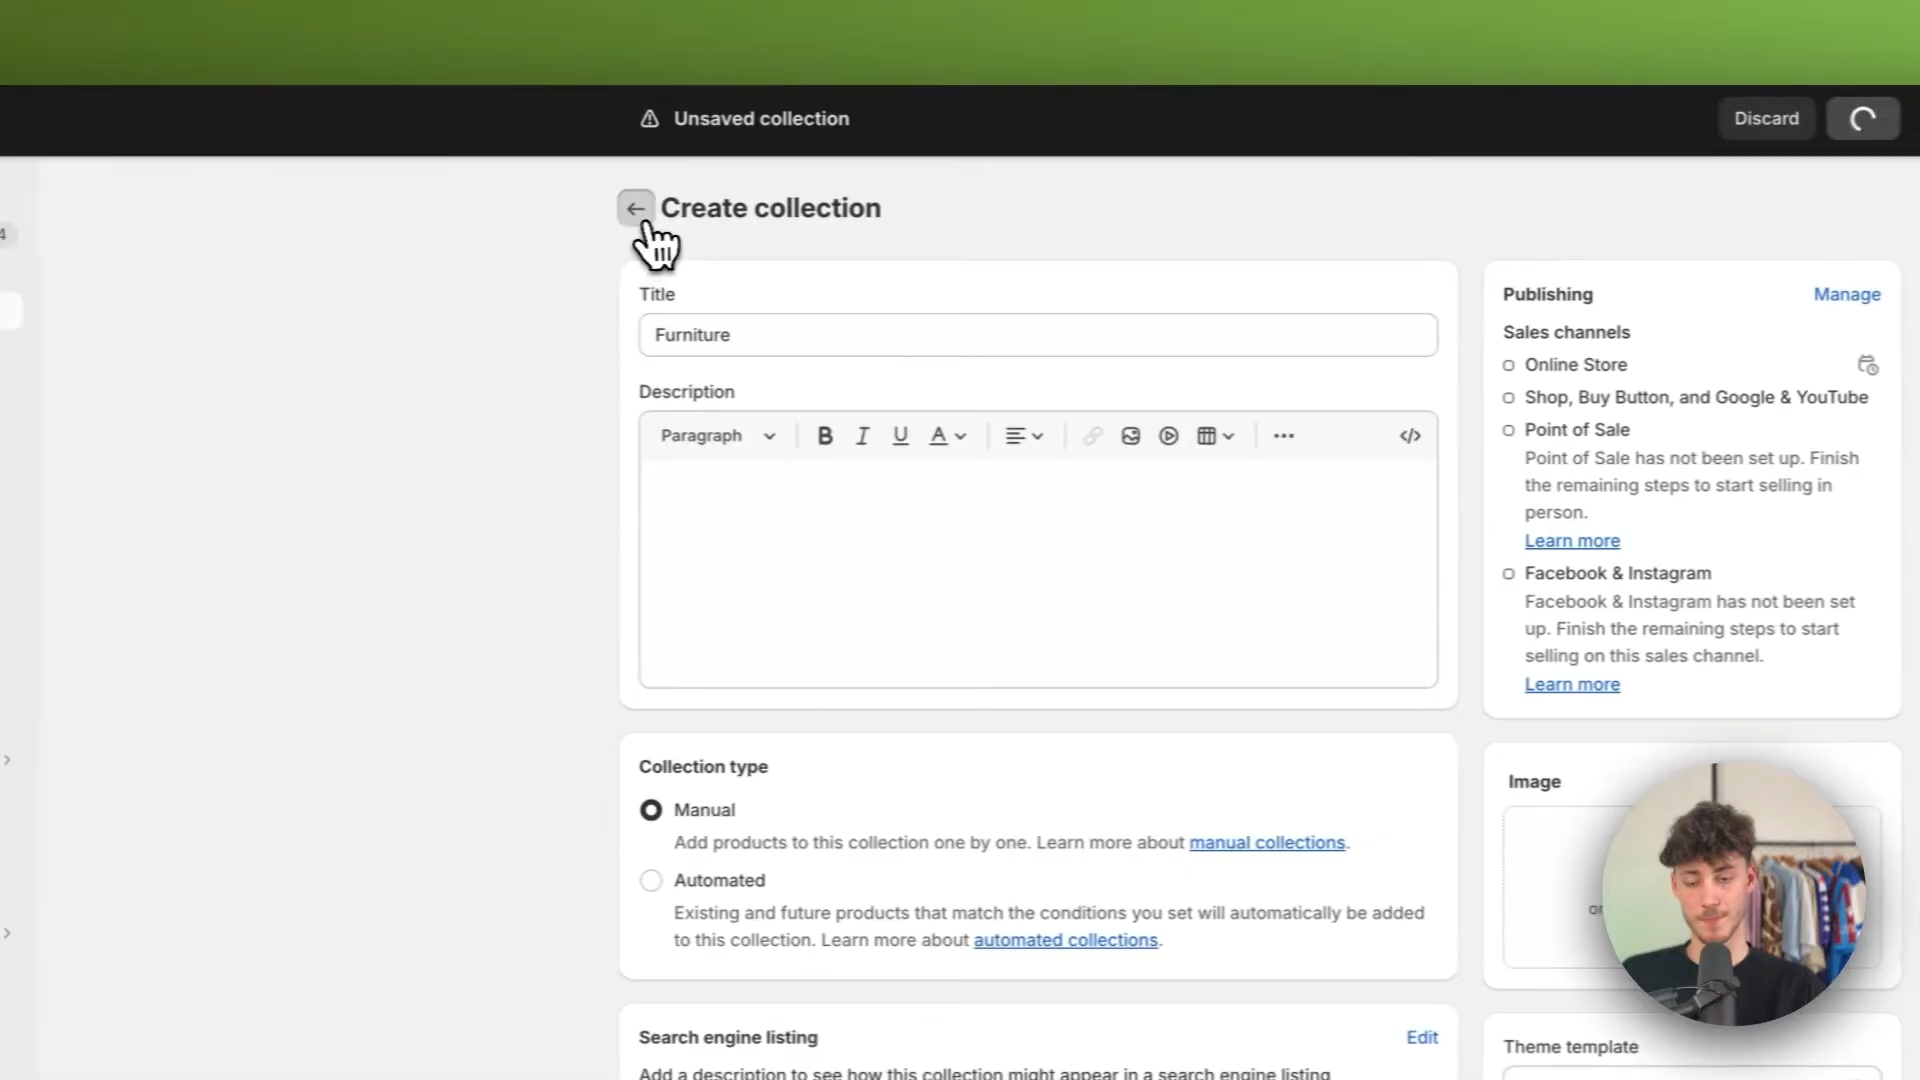 Unsaved collection
Discard
4
Create collection
Title
Furniture
Description
Paragraph
B I U A
Publishing
Manage
Sales channels
Online Store
Shop, Buy Button, and Google & YouTube
Point of Sale
Point of Sale has not been set up. Finish
the remaining steps to start selling in
person.
Learn more
Facebook & Instagram
Facebook & Instagram has not been set
up. Finish the remaining steps to start
selling on this sales channel.
Learn more
Collection type
Manual
Add products to this collection one by one. Learn more about manual collections.
Automated
Existing and future products that match the conditions you set will automatically be added
to this collection. Learn more about automated collections.
Image
Search engine listing
Edit
Add a description to see how this collection might appear in a search engine listing
Theme template